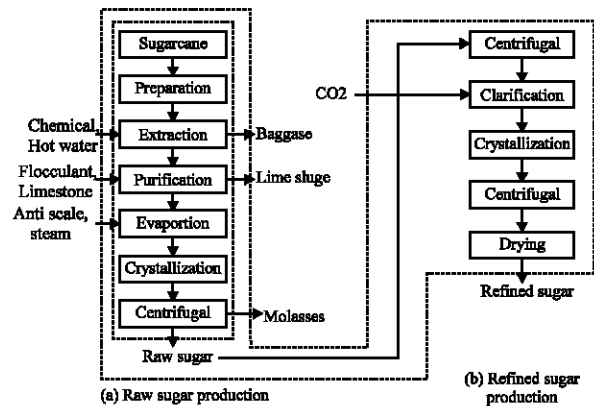 Sugarcane
Preparation
Chemical,
Hot water
Extraction
Baggase
Flocculant,
Limestone
Purification
Lime sluge
Anti scale,
steam
Evaportion
Crystallization
Centrifugal
Molasses
Raw sugar
(a) Raw sugar production
Centrifugal
CO2
Clarification
Crystallization
Centrifugal
Drying
Refined sugar
(b) Refined sugar
production